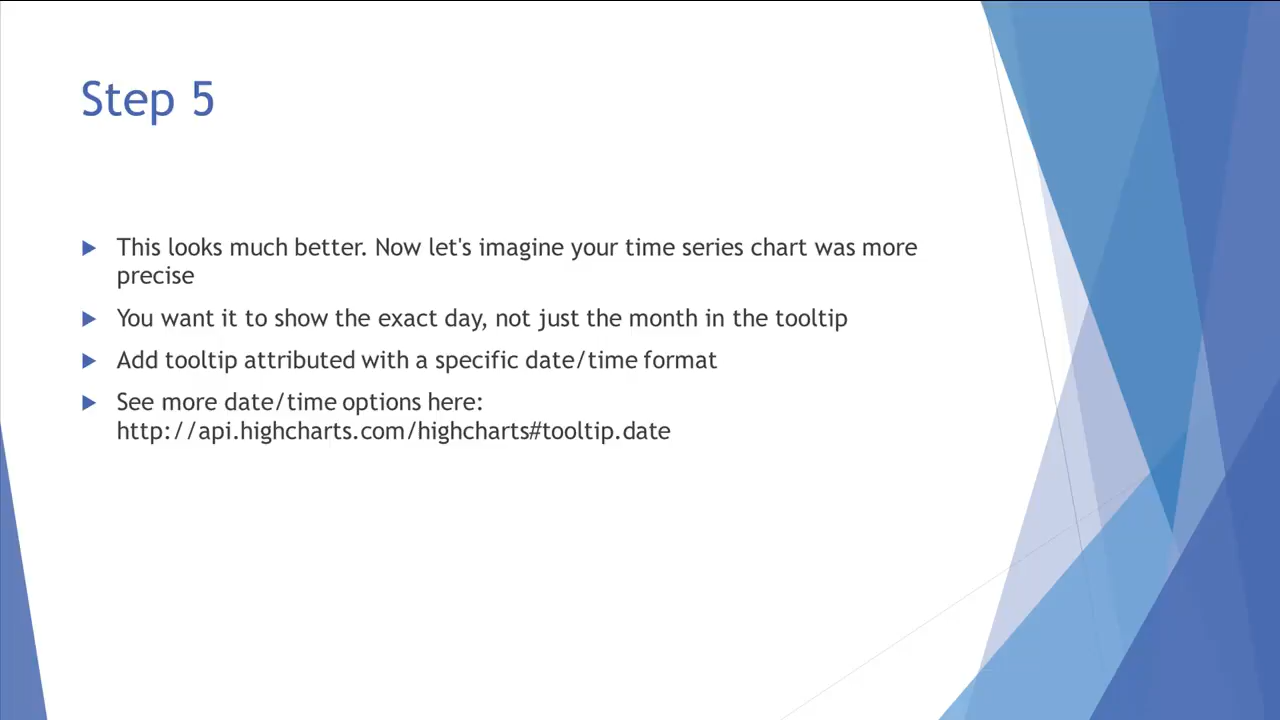 Step 5
This looks much better. Now let's imagine your time series chart was more
precise
You want it to show the exact day, not just the month in the tooltip
Add tooltip attributed with a specific date/time format
See more date/time options here:
http://api.highcharts.com/highcharts#tooltip.date